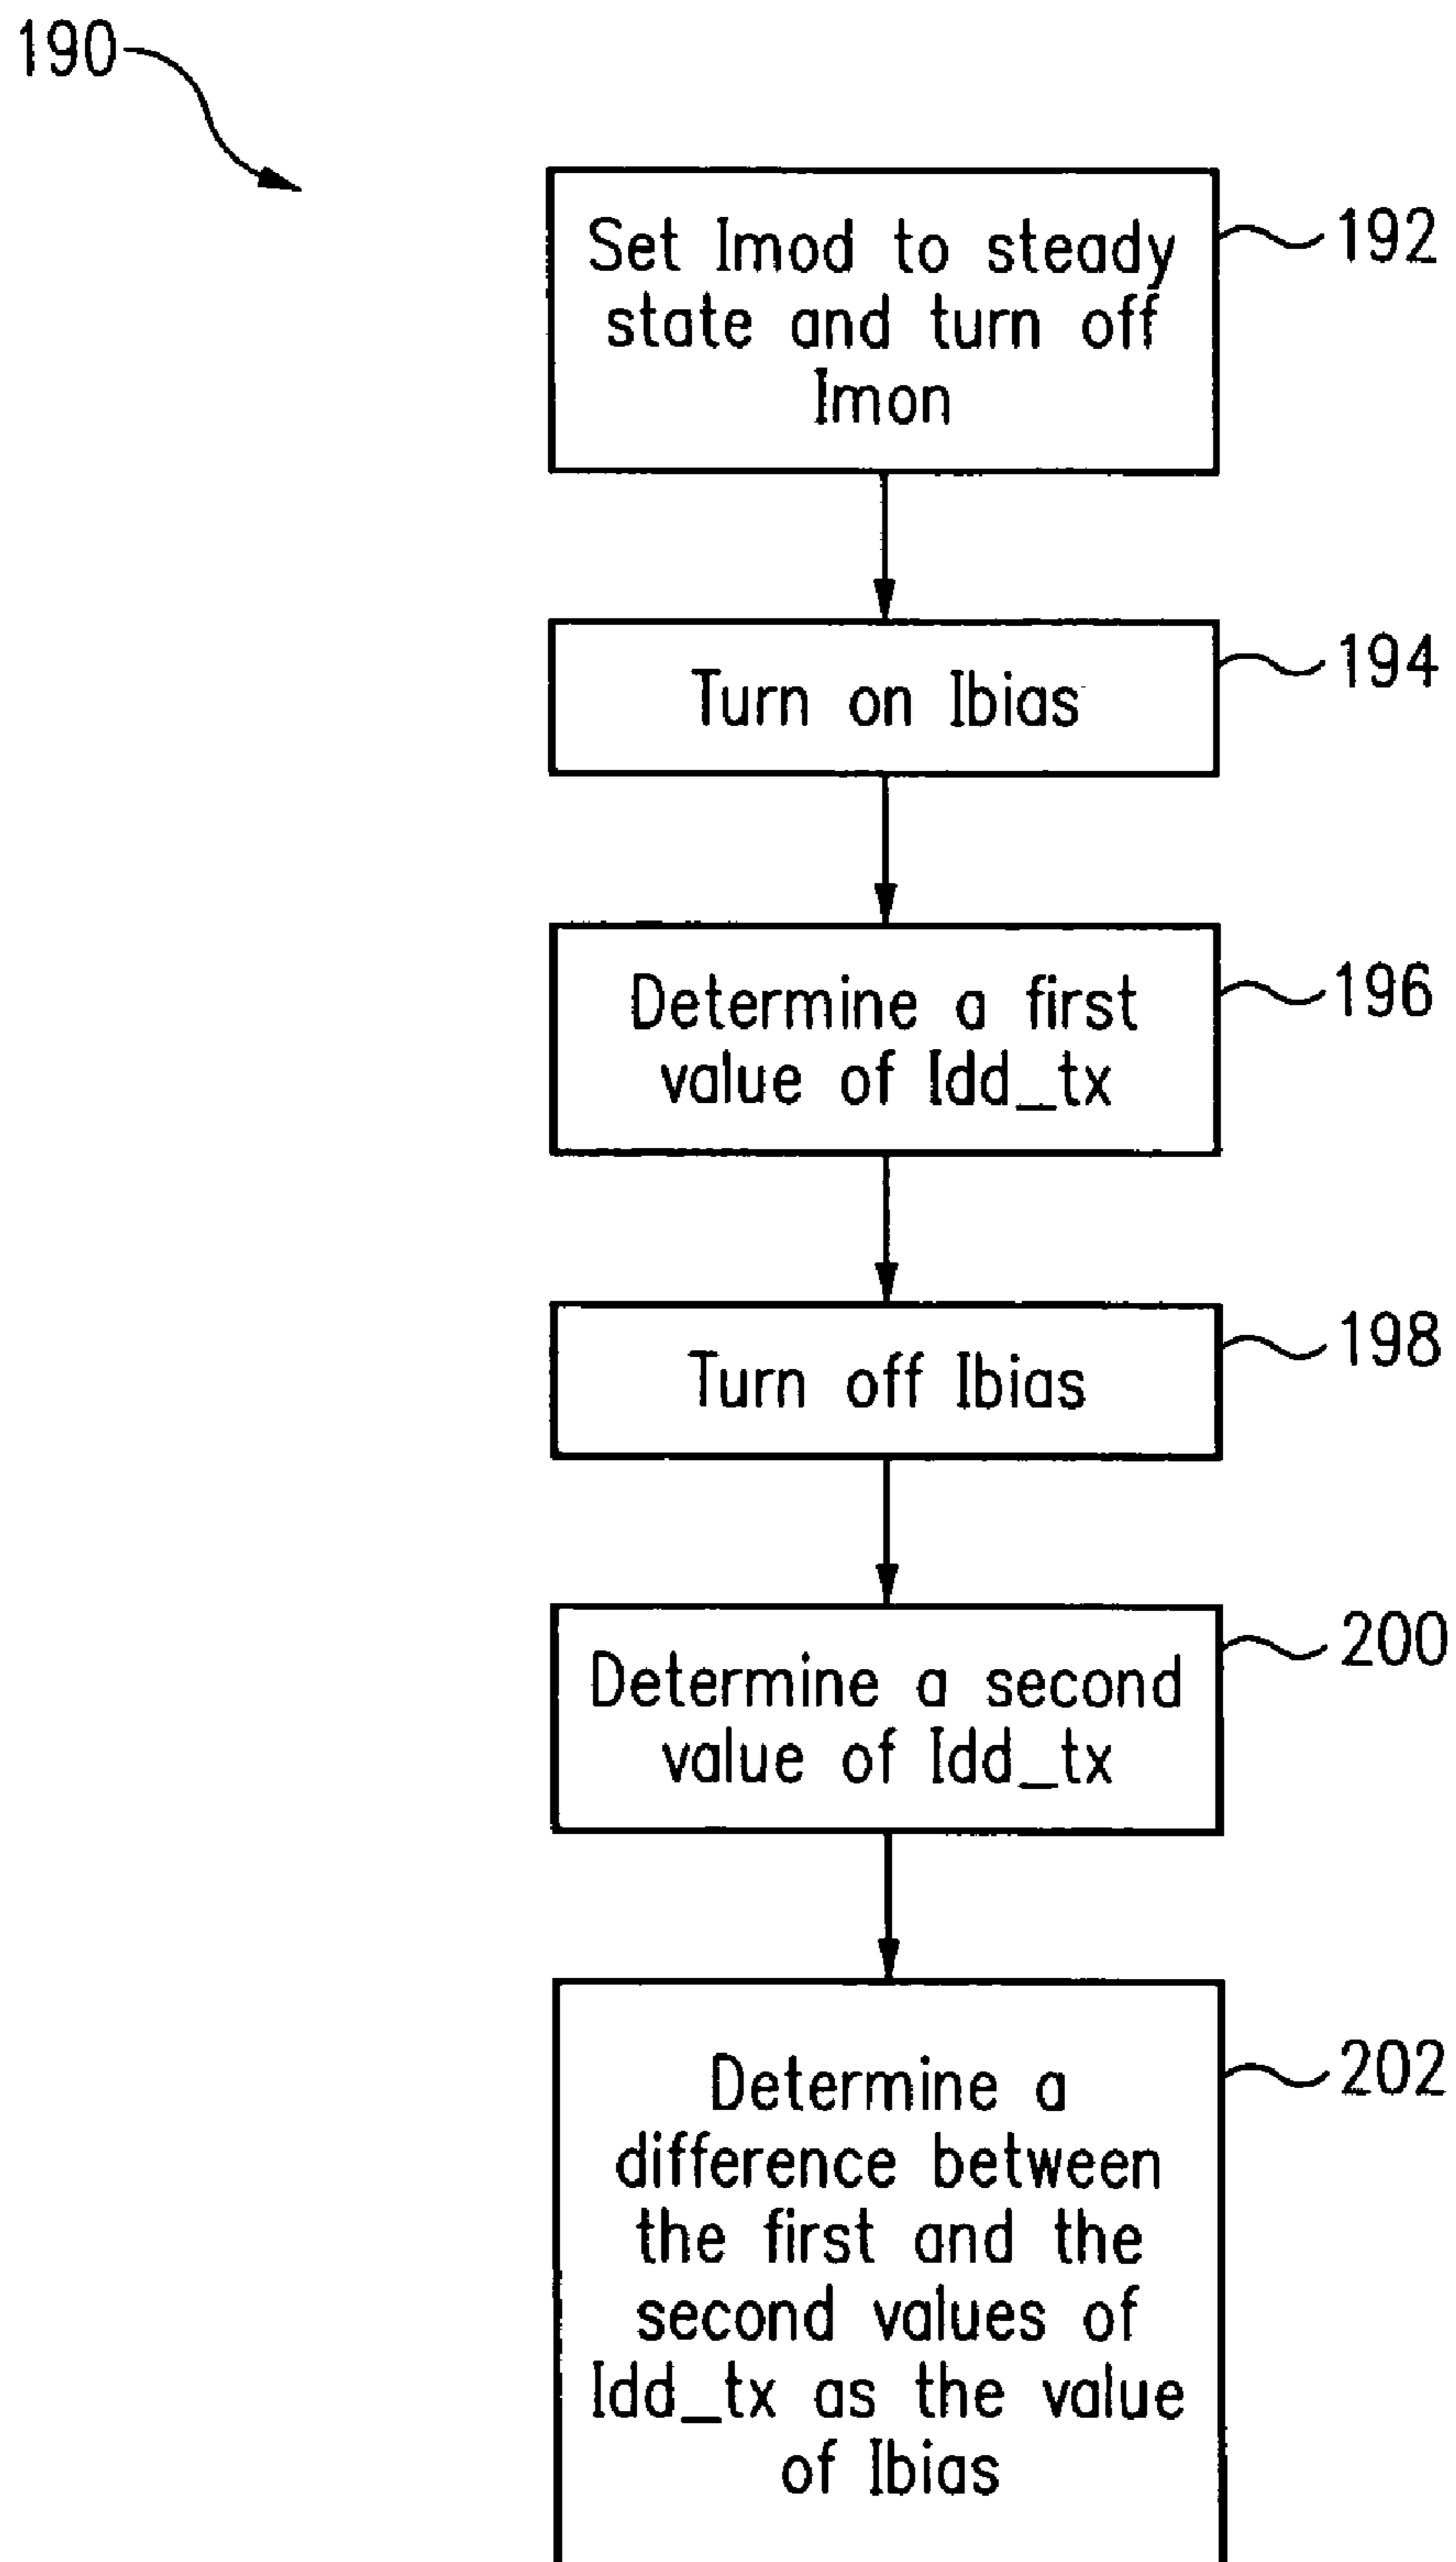 190
Set Imod to steady
state and turn off
Imon
192
Turn on Ibias
194
Determine a first
value of Idd_tx
196
Turn off Ibias
198
Determine a second
value of Idd_tx
200
Determine a
difference between
the first and the
second values of
Idd_tx as the value
of Ibias
202